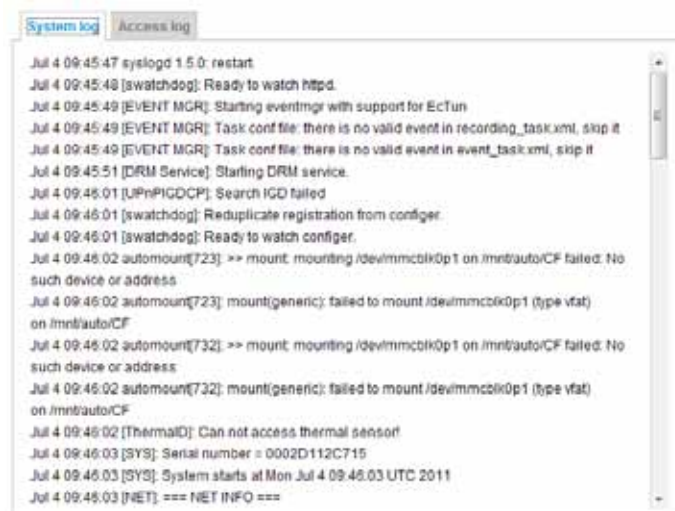 System log
Access log
Jul 4 09:45:47 syslogd 1.5.0: restart.
Jul 4 09:45:48 [swatchdog]: Ready to watch httpd.
Jul 4 09:45:49 [EVENT MGR]: Starting eventmgr with support for EcTun
Jul 4 09:45:49 [EVENT MGR]: Task conf file: there is no valid event in recording_task.xml, skip it
Jul 4 09:45:49 [EVENT MGR]: Task conf file: there is no valid event in event_task.xml, skip it
Jul 4 09:45:51 [DRM Service]: Starting DRM service.
Jul 4 09:46:01 [UPnPIGDCP]: Search IGD failed
Jul 4 09:46:01 [swatchdog]: Reduplicate registration from configer.
Jul 4 09:46:01 [swatchdog]: Ready to watch configer.
Jul 4 09:46:02 automount[723]: >> mount: mounting /dev/mmcblk0p1 on /mnt/auto/CF failed: No
such device or address
Jul 4 09:46:02 automount[723]: mount(generic): failed to mount /dev/mmcblk0p1 (type vfat)
on /mnt/auto/CF
Jul 4 09:46:02 automount[732]: >> mount: mounting /dev/mmcblk0p1 on /mnt/auto/CF failed: No
such device or address
Jul 4 09:46:02 automount[732]: mount(generic): failed to mount /dev/mmcblk0p1 (type vfat)
on /mnt/auto/CF
Jul 4 09:46:02 [ThermalD]: Can not access thermal sensor!
Jul 4 09:46:03 [SYS]: Serial number = 0002D112C715
Jul 4 09:46:03 [SYS]: System starts at Mon Jul 4 09:46:03 UTC 2011
Jul 4 09:46:03 [NET]: === NET INFO ===